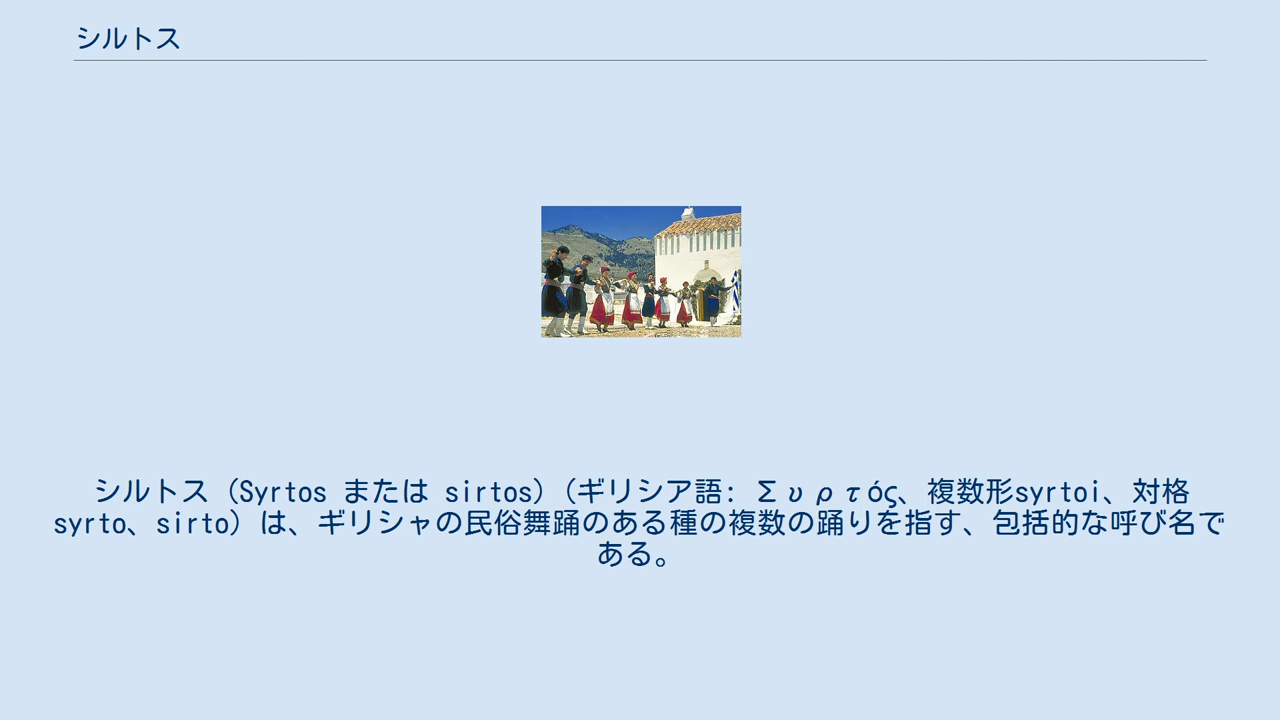 シルトス
シルトス（Syrtos または sirtos）（ギリシア語: Συρτός、複数形syrtoi、対格
syrto、sirto）は、ギリシャの民俗舞踊のある種の複数の踊りを指す、包括的な呼び名で
ある。